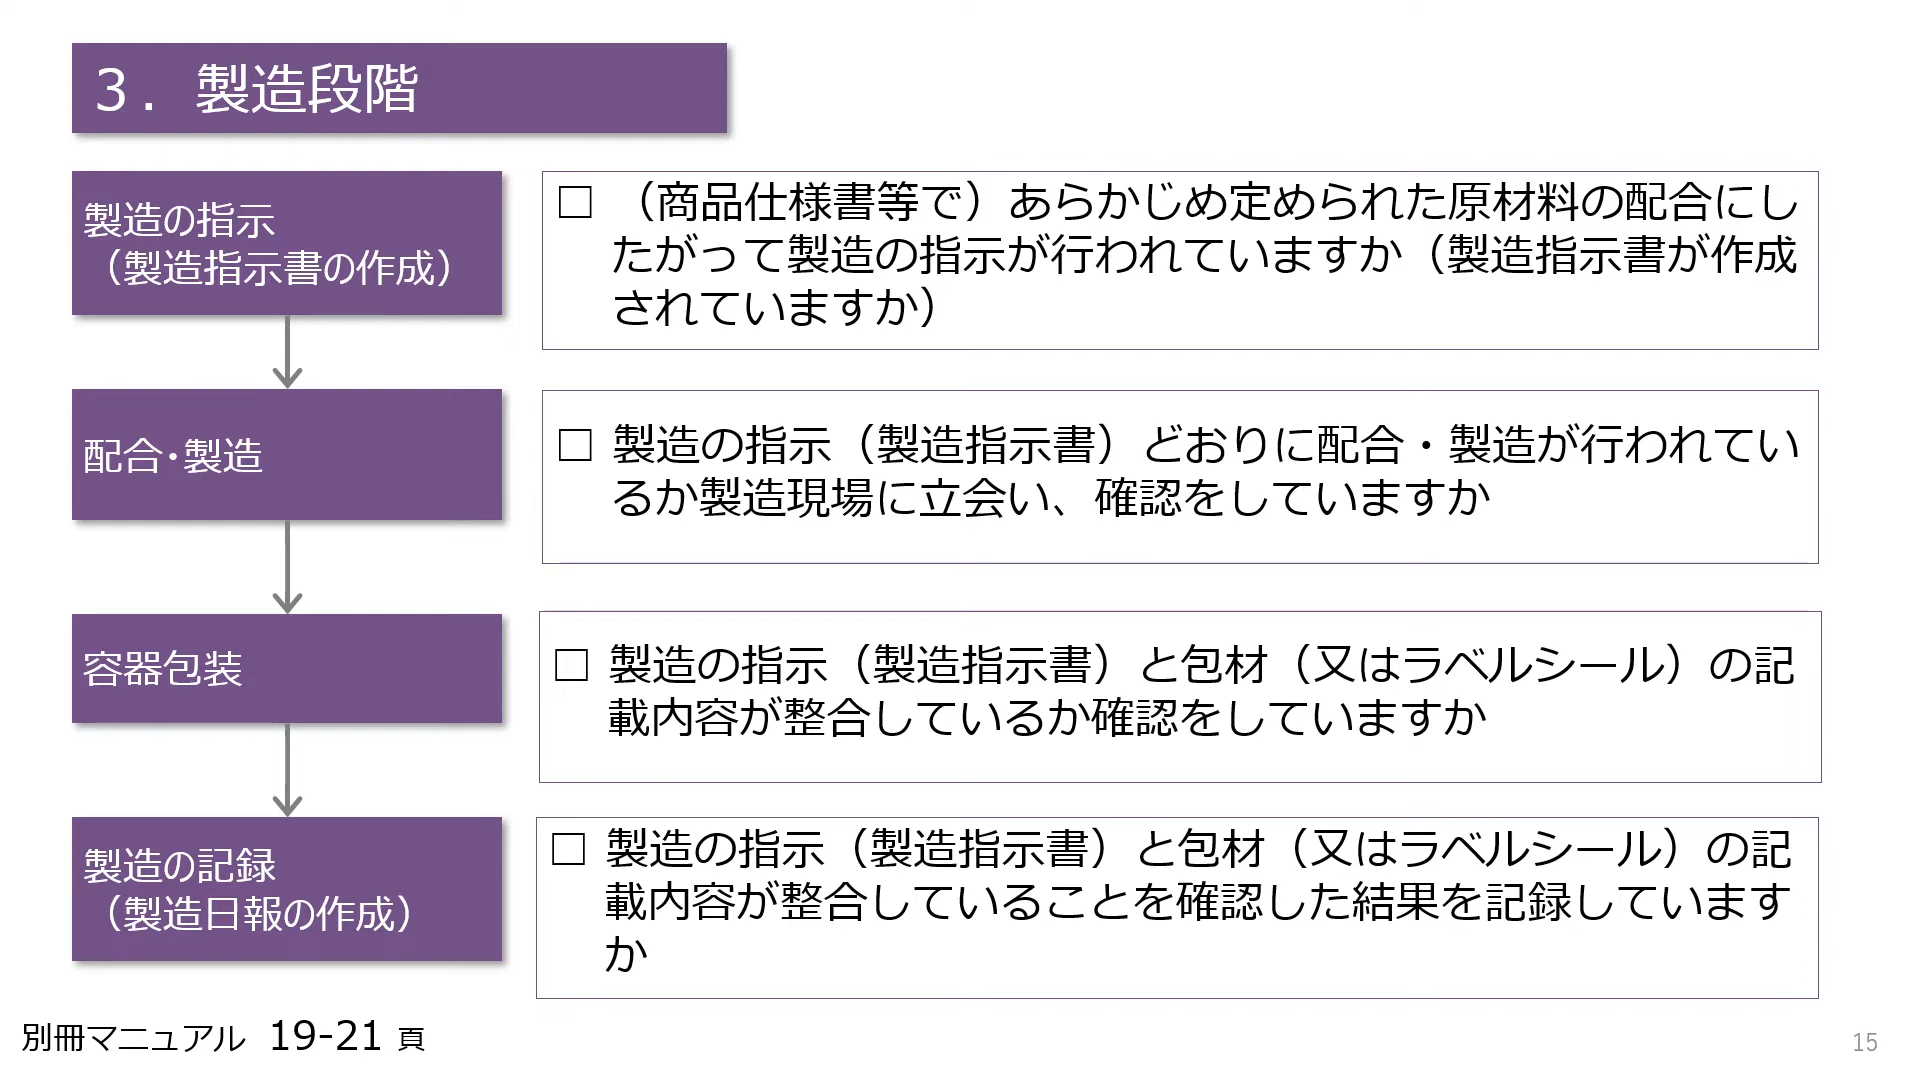 ３．製造段階
製造の指示
（製造指示書の作成）
□ （商品仕様書等で）あらかじめ定められた原材料の配合にし
たがって製造の指示が行われていますか（製造指示書が作成
されていますか）
配合･製造
□ 製造の指示（製造指示書）どおりに配合・製造が行われてい
るか製造現場に立会い、確認をしていますか
容器包装
□ 製造の指示（製造指示書）と包材（又はラベルシール）の記
載内容が整合しているか確認をしていますか
製造の記録
（製造日報の作成）
□ 製造の指示（製造指示書）と包材（又はラベルシール）の記
載内容が整合していることを確認した結果を記録しています
か
別冊マニュアル 19-21 頁
15